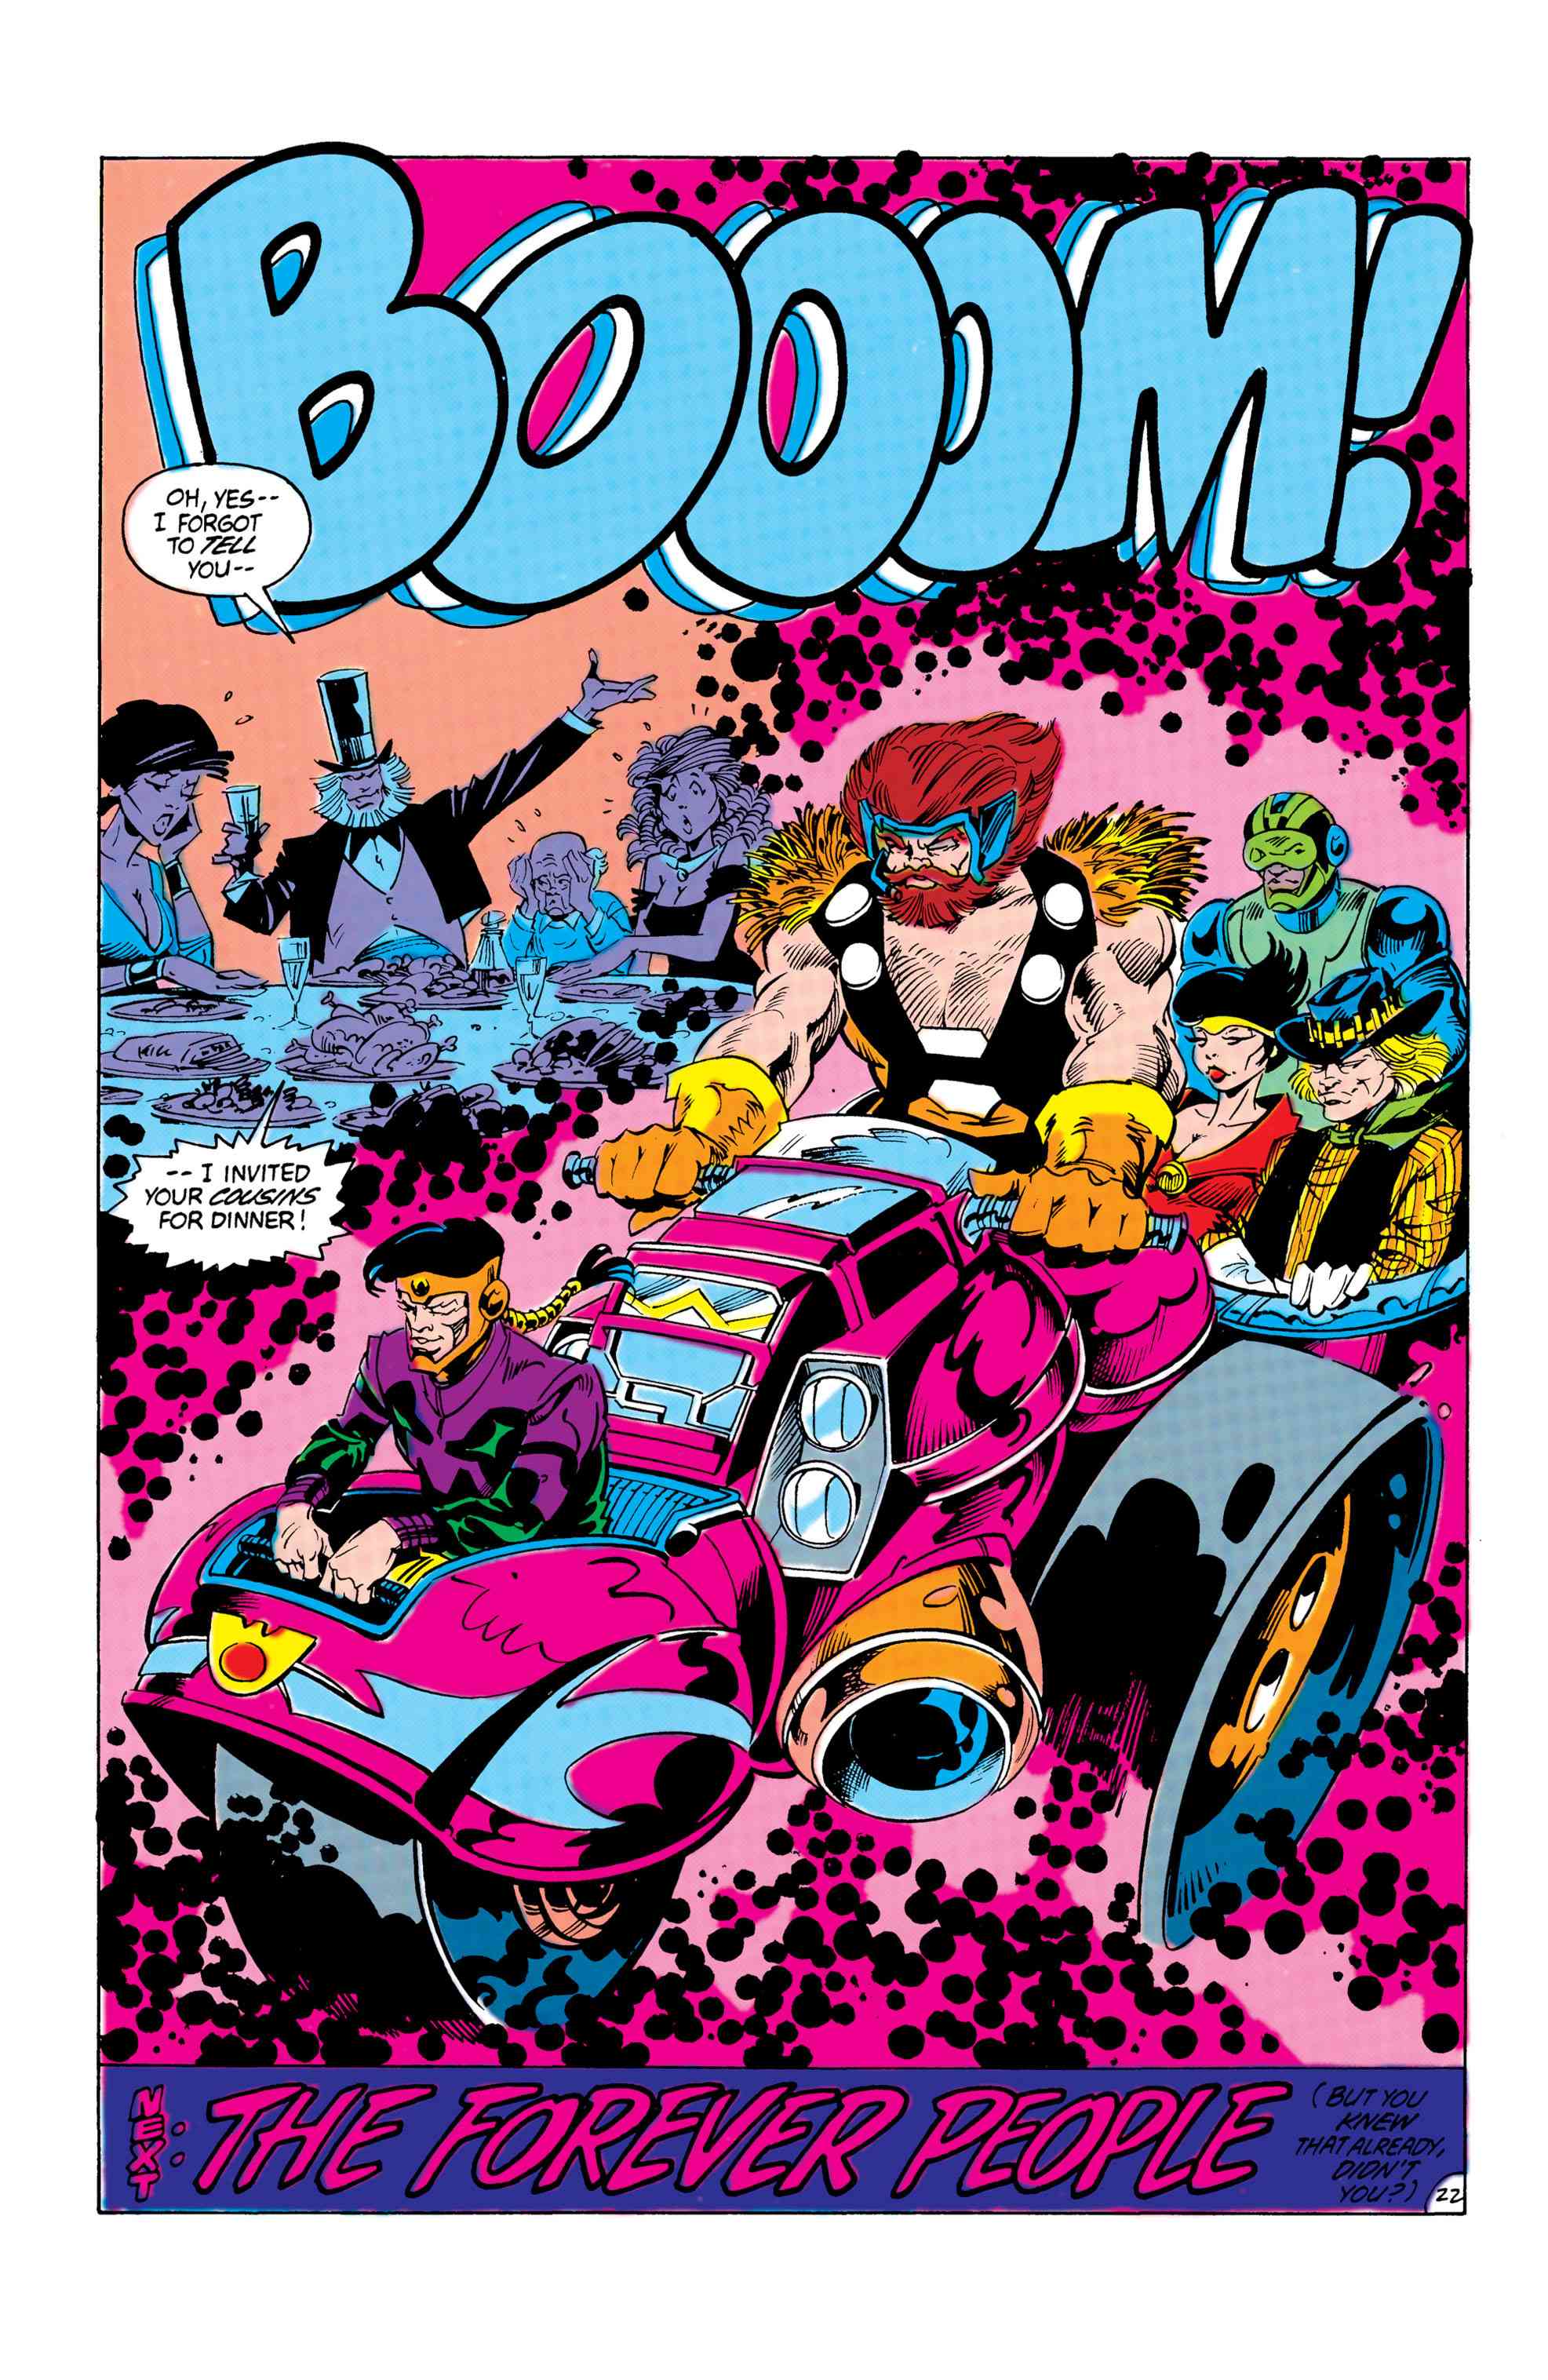 BOOOM!
OH, YES--
I FORGOT
TO TELL
YOU--
-- I INVITED
YOUR COUSINS
FOR DINNER!
NEXT:
THE FOREVER PEOPLE
(BUT YOU
KNEW
THAT ALREADY,
DIDN'T
YOU?)
22